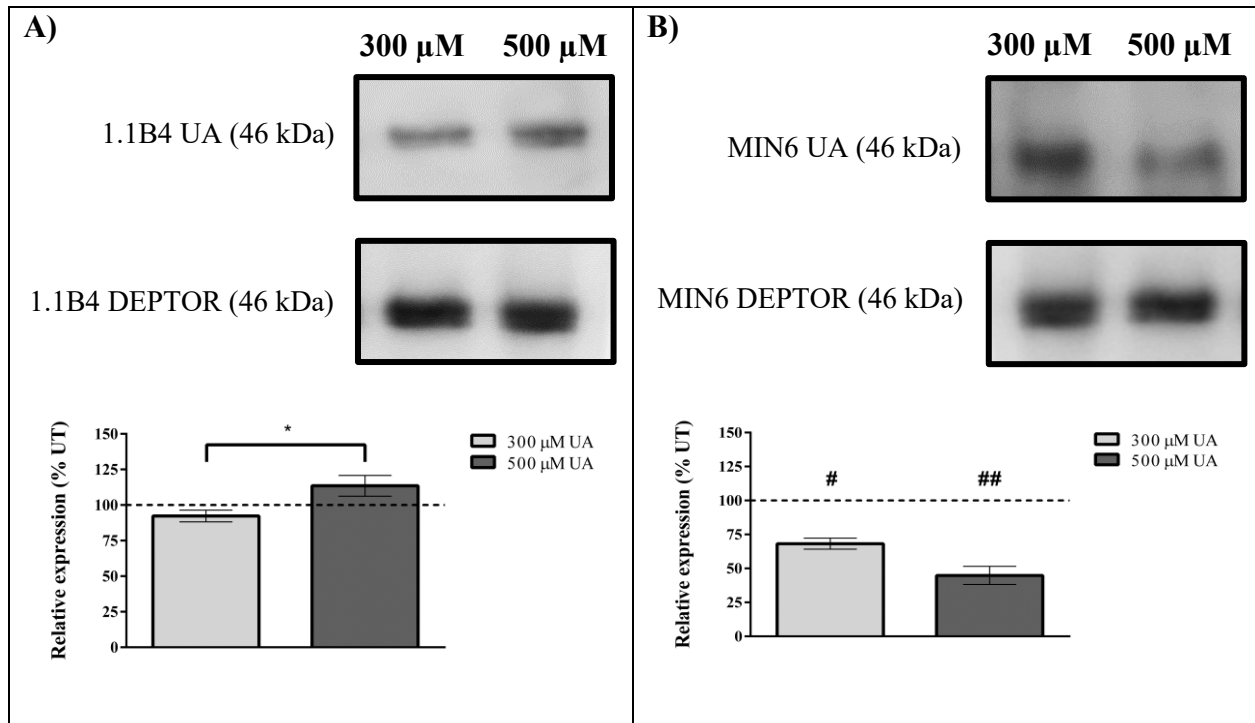 A)
300 µM 500 µM
1.1B4 UA (46 kDa)
1.1B4 DEPTOR (46 kDa)
Relative expression (% UT)
150
125
100
75
50
25
0
*
300 µM UA
500 µM UA
B)
300 µM 500 µM
MIN6 UA (46 kDa)
MIN6 DEPTOR (46 kDa)
Relative expression (% UT)
150
125
100
75
50
25
0
# ##
300 µM UA
500 µM UA